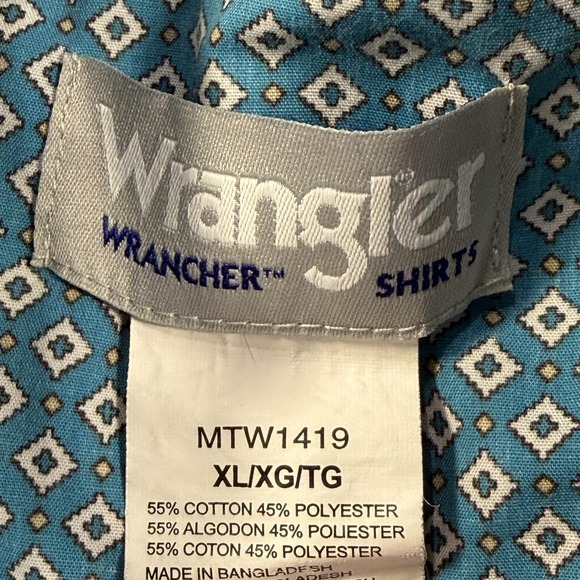 Wrangler®
WRANCHER™ SHIRTS
MTW1419
XL/XG/TG
55% COTTON 45% POLYESTER
55% ALGODON 45% POLIESTER
55% COTON 45% POLYESTER
MADE IN BANGLADESH